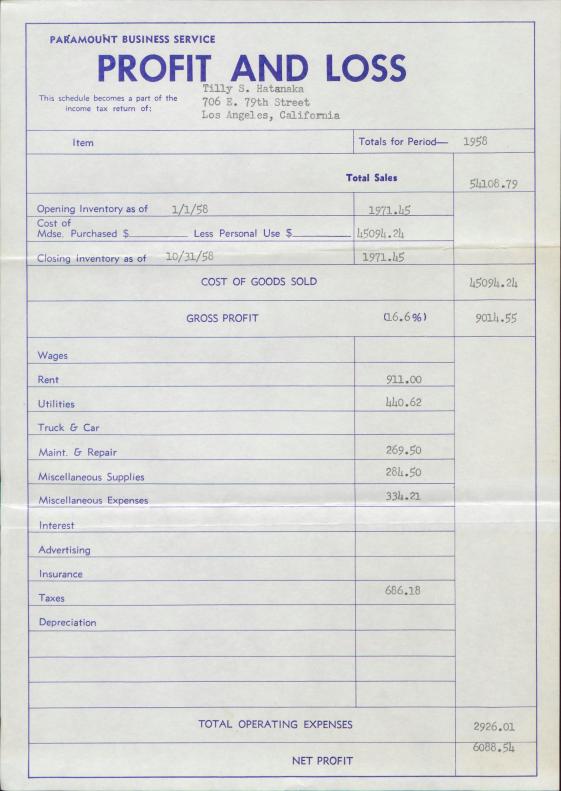 PARAMOUNT BUSINESS SERVICE
PROFIT AND LOSS
This schedule becomes a part of the
income tax return of:
Tilly S. Hatanaka
706 E. 79th Street
Los Angeles, California
Item Totals for Period— 1958
Total Sales 54108.79
Opening Inventory as of 1/1/58 1971.45
Cost of
Mdse. Purchased $ Less Personal Use $ 45094.24
Closing Inventory as of 10/31/58 1971.45
COST OF GOODS SOLD 45094.24
GROSS PROFIT (16.6%) 9014.55
Wages
Rent 911.00
Utilities 440.62
Truck & Car
Maint. & Repair 269.50
Miscellaneous Supplies 284.50
Miscellaneous Expenses 334.21
Interest
Advertising
Insurance
Taxes 686.18
Depreciation
TOTAL OPERATING EXPENSES 2926.01
NET PROFIT 6088.54